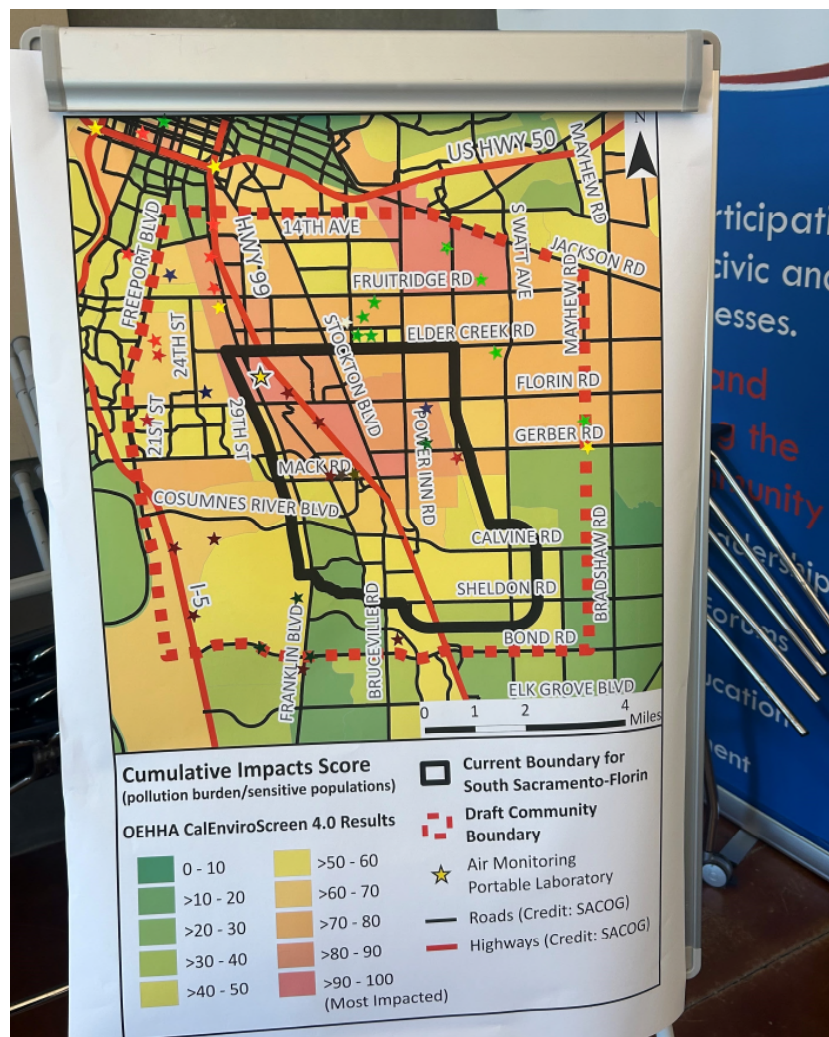 N
US HWY 50
MAYHEW RD
FREEPORT BLVD
HWY 99
14TH AVE
S WATT AVE
JACKSON RD
FRUITRIDGE RD
MAYHEW RD
24TH ST
STOCKTON BLVD
ELDER CREEK RD
FLORIN RD
21ST ST
29TH ST
POWER INN RD
GERBER RD
MACK RD
COSUMNES RIVER BLVD
CALVINE RD
BRADSHAW RD
I-5
SHELDON RD
FRANKLIN BLVD
BRUCEVILLE RD
BOND RD
ELK GROVE BLVD
0 1 2 4
Miles
Cumulative Impacts Score
(pollution burden/sensitive populations)
OEHHA CalEnviroScreen 4.0 Results
0 - 10
>10 - 20
>20 - 30
>30 - 40
>40 - 50
>50 - 60
>60 - 70
>70 - 80
>80 - 90
>90 - 100
(Most Impacted)
Current Boundary for
South Sacramento-Florin
Draft Community
Boundary
Air Monitoring
Portable Laboratory
Roads (Credit: SACOG)
Highways (Credit: SACOG)
rticipati
civic and
esses.
and
g the
munity
adership
Forums
ucation
ent